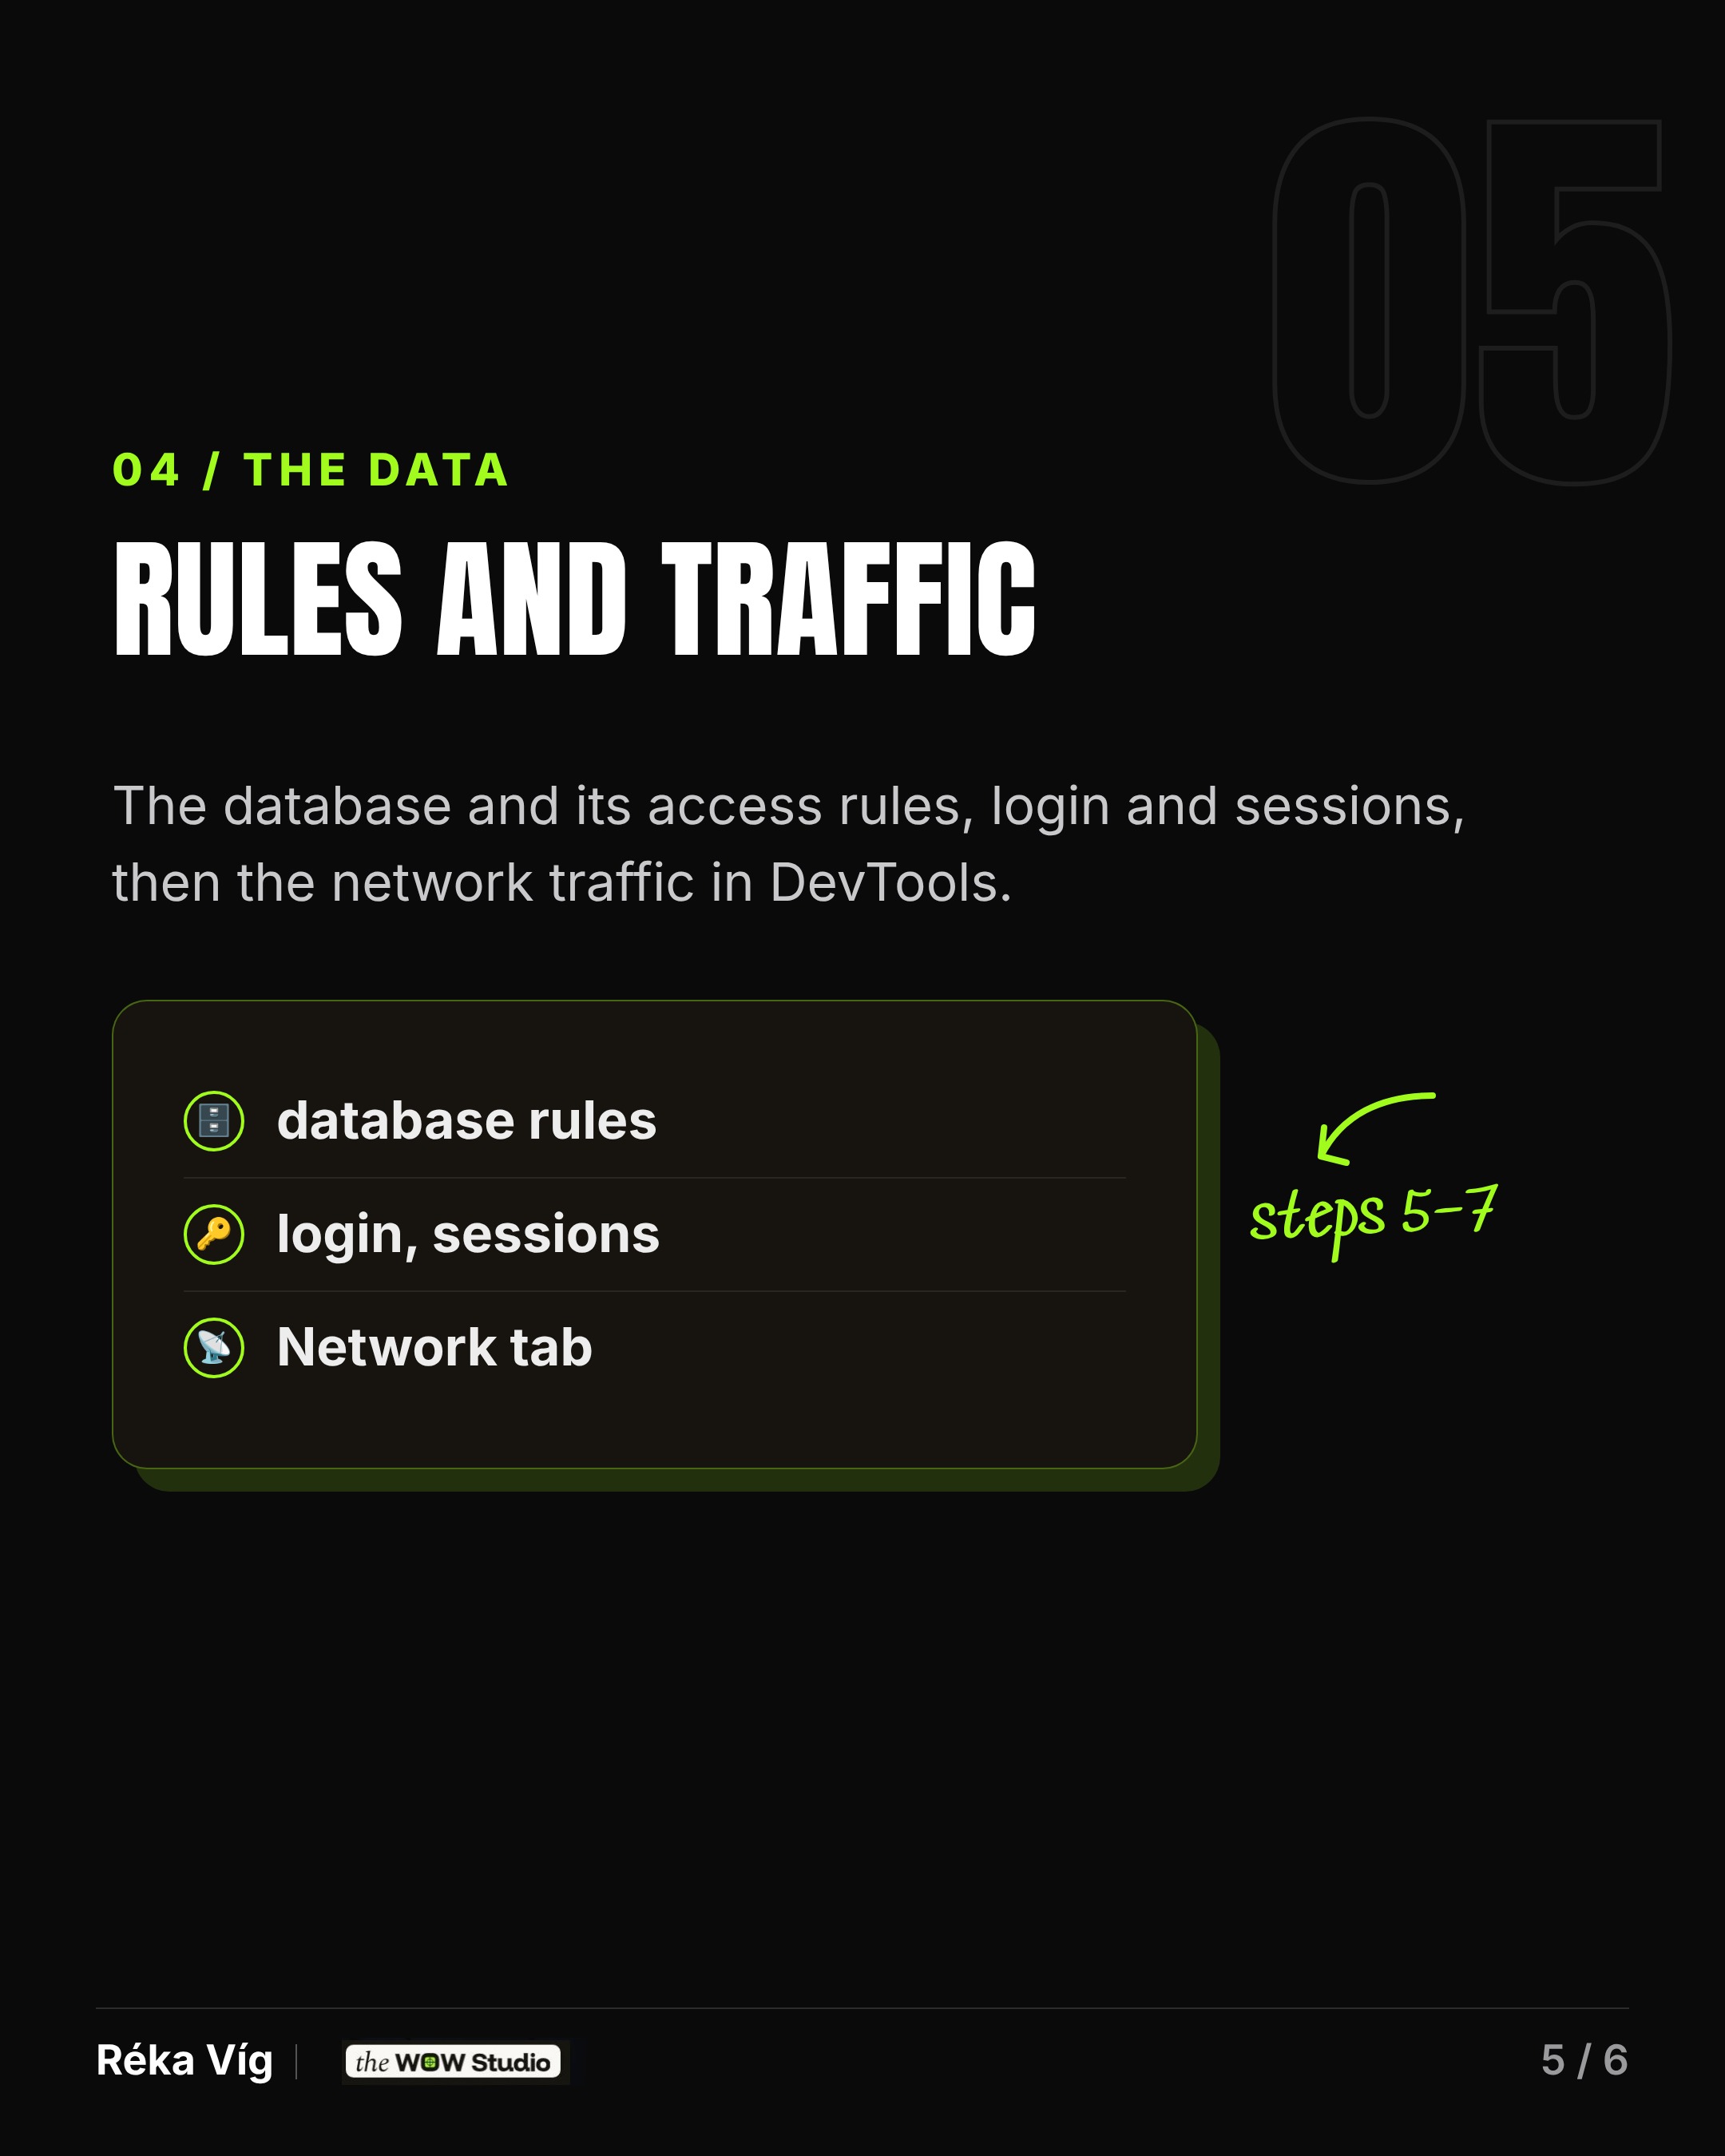 05
04 / THE DATA
RULES AND TRAFFIC
The database and its access rules, login and sessions,
then the network traffic in DevTools.
database rules
login, sessions
Network tab
steps 5–7
Réka Víg
the WOW Studio
5 / 6